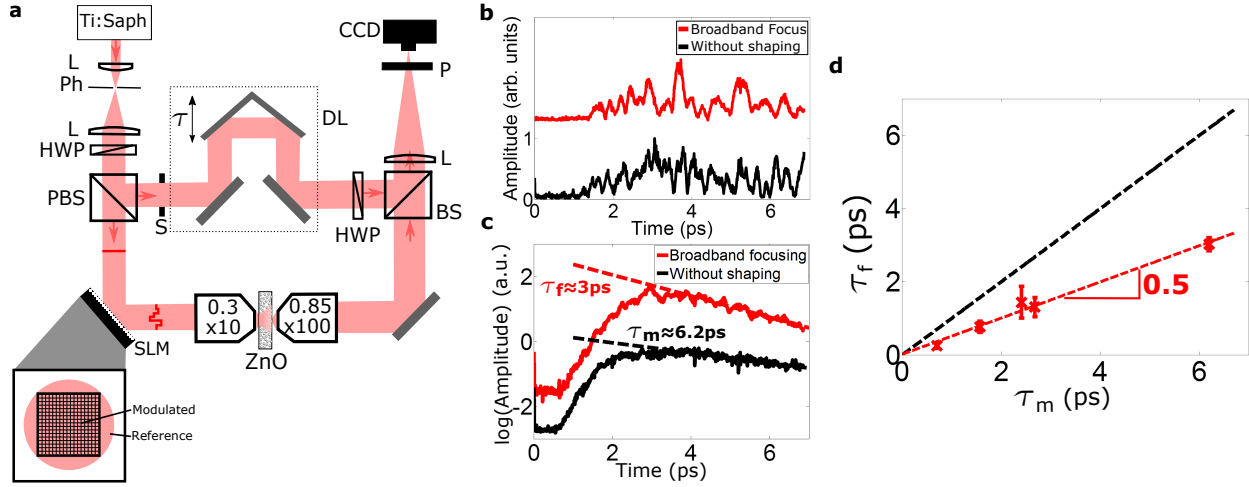 a
Ti:Saph
L
Ph
L
HWP
PBS
S
τ
DL
HWP
CCD
P
L
BS
SLM
0.3
x10
0.85
x100
ZnO
Modulated
Reference
b
Amplitude (arb. units)
Broadband Focus
Without shaping
1
0
0
2
4
6
Time (ps)
c
log(Amplitude) (a.u.)
Broadband focusing
Without shaping
τf≈3ps
τm≈6.2ps
2
0
-2
0
2
4
6
Time (ps)
d
τf (ps)
6
4
2
0
0
2
4
6
τm (ps)
0.5